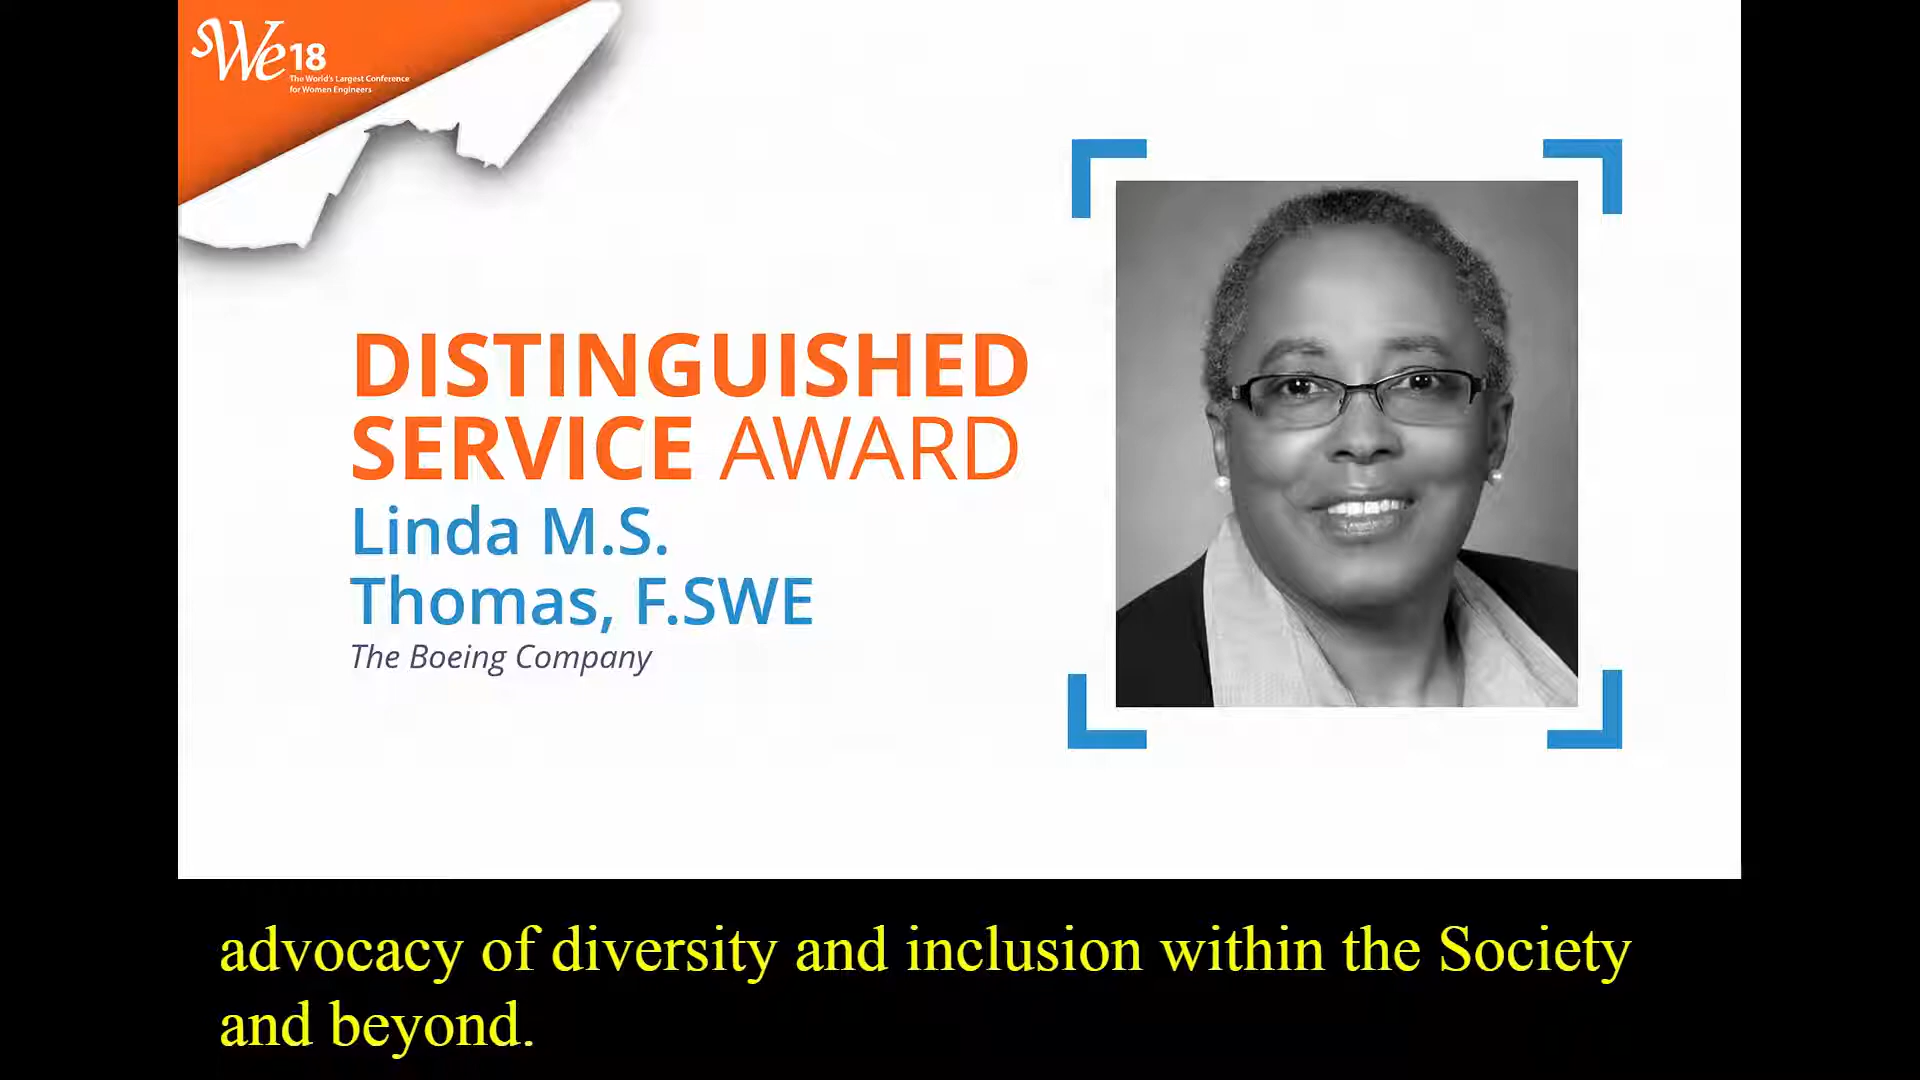 SWe18
The World's Largest Conference
for Women Engineers
DISTINGUISHED
SERVICE AWARD
Linda M.S.
Thomas, F.SWE
The Boeing Company
advocacy of diversity and inclusion within the Society
and beyond.